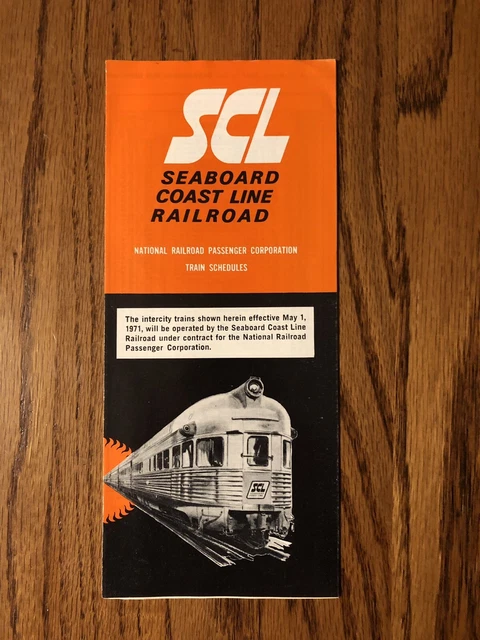 SCL
SEABOARD
COAST LINE
RAILROAD
NATIONAL RAILROAD PASSENGER CORPORATION
TRAIN SCHEDULES
The intercity trains shown herein effective May 1,
1971, will be operated by the Seaboard Coast Line
Railroad under contract for the National Railroad
Passenger Corporation.
SCL